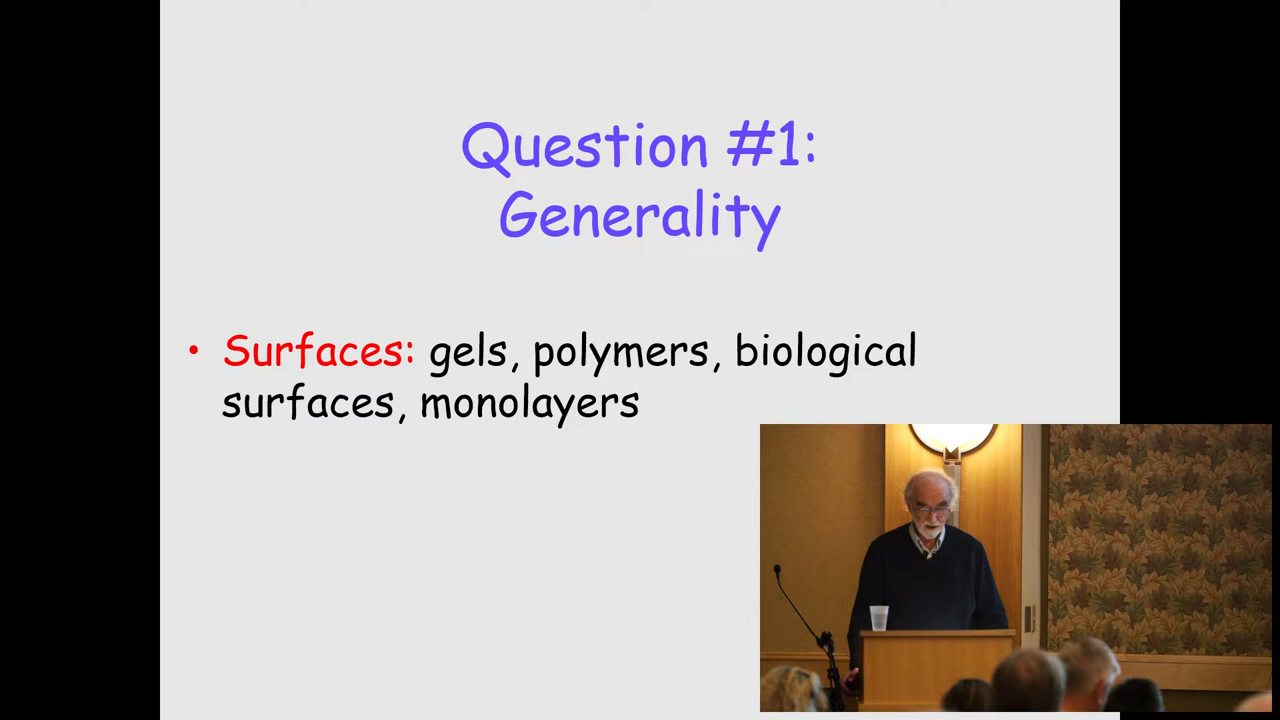 Question #1:
Generality
• Surfaces: gels, polymers, biological
surfaces, monolayers